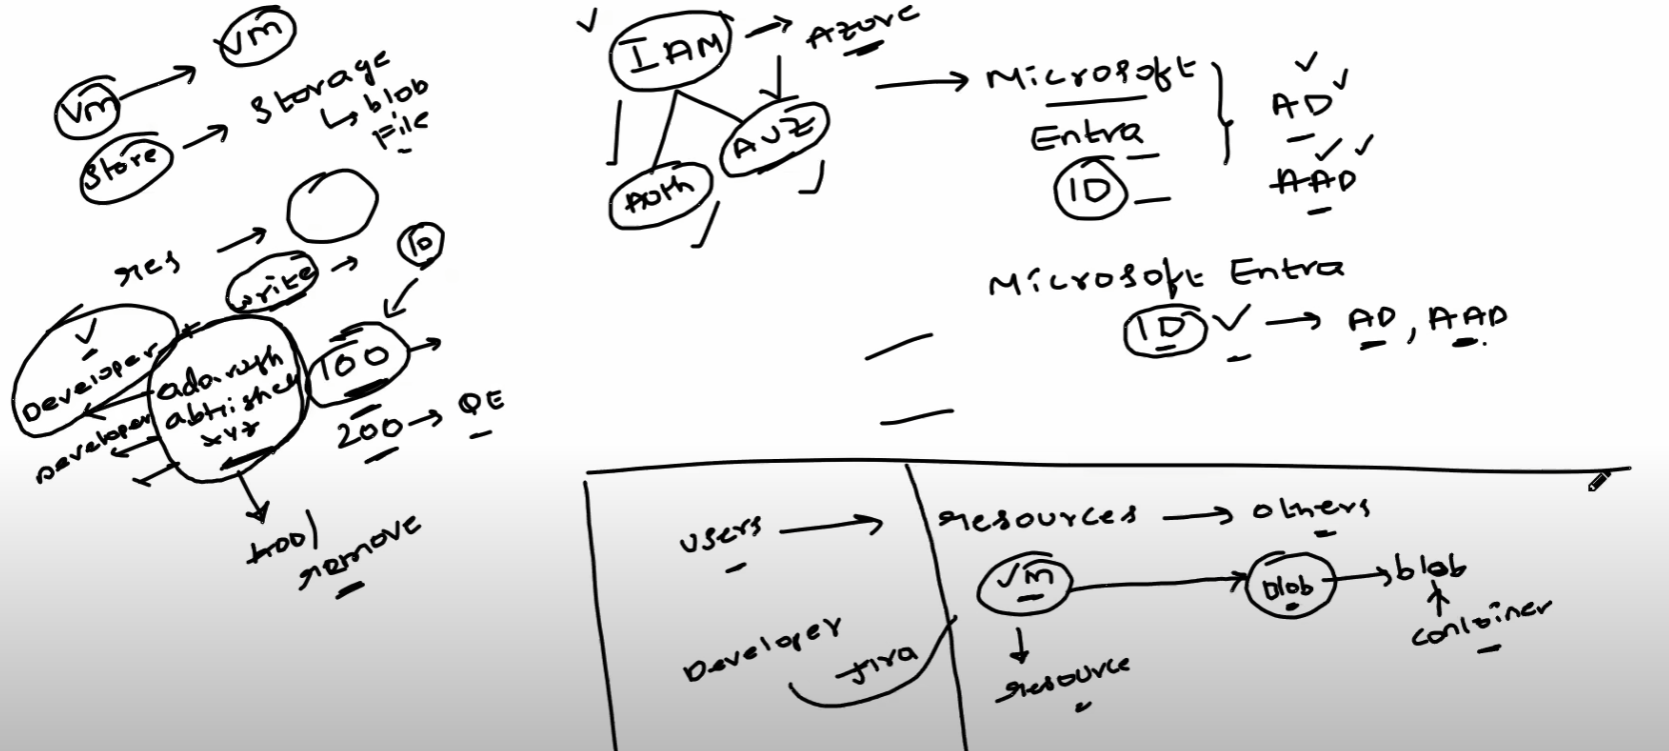 vm
vm
Storage
blob
File
Store
res
write
10
Developer
adarsh
abhishek
xyz
100
200 → QE
Developer
remove
✓ IAM → Azure
Auth
AUZ
→ Microsoft
Entra
ID
AD
AAD
Microsoft Entra
ID ✓ → AD, AAD
users → resources → others
vm → blob → blob
container
Developer
Jira
resource